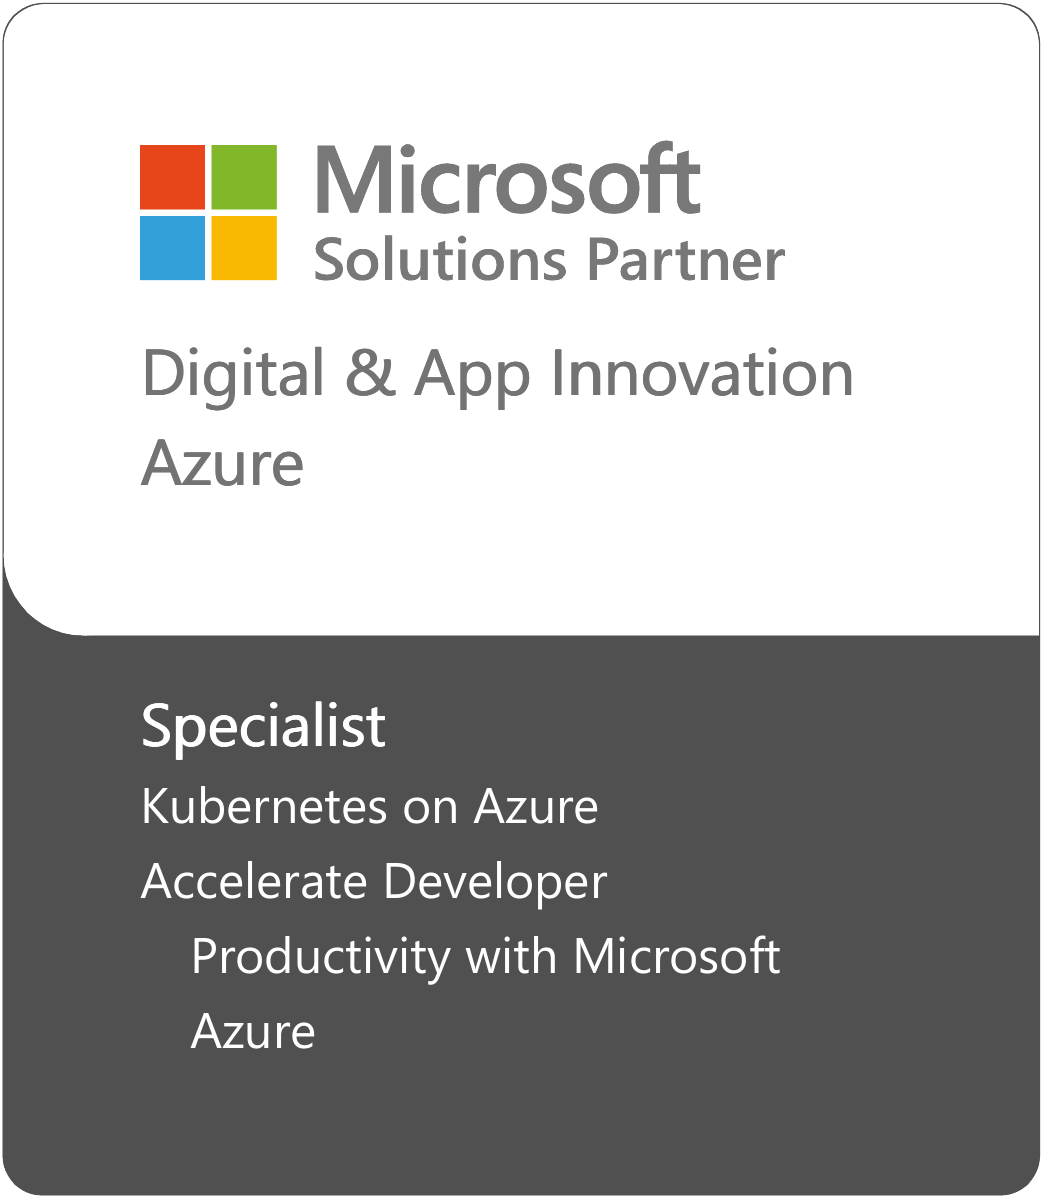 Microsoft
Solutions Partner
Digital & App Innovation
Azure
Specialist
Kubernetes on Azure
Accelerate Developer
Productivity with Microsoft
Azure